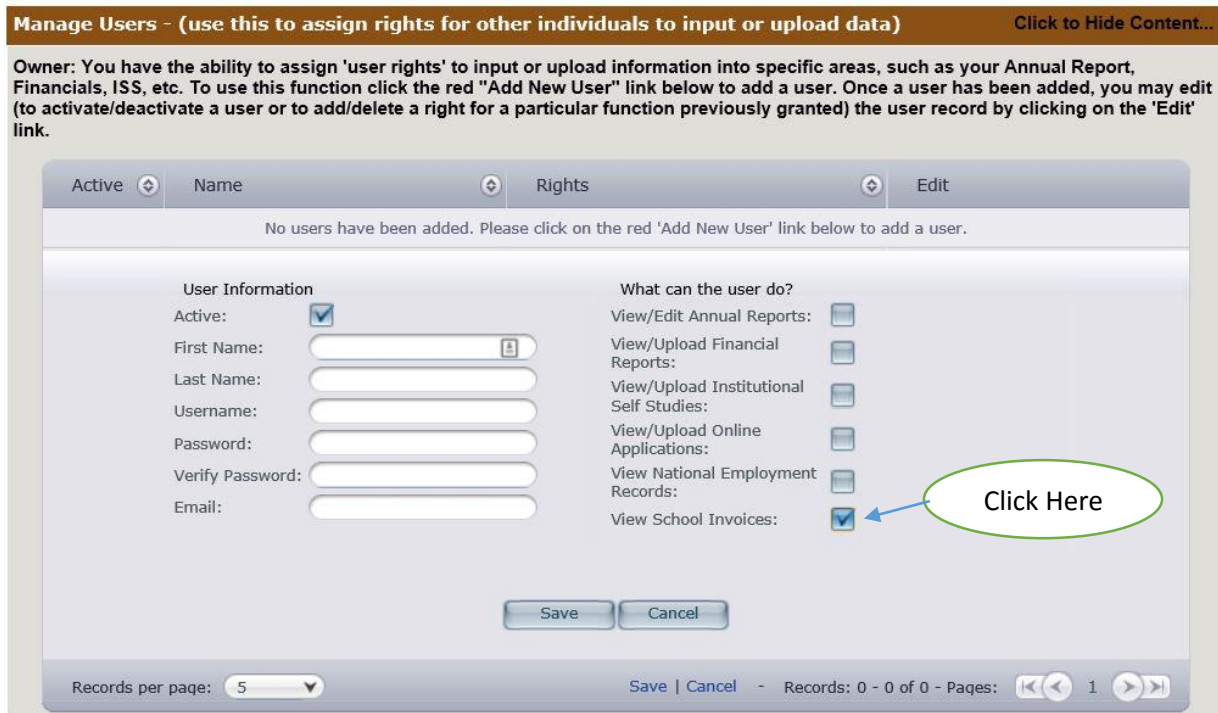 Manage Users - (use this to assign rights for other individuals to input or upload data) Click to Hide Content...
Owner: You have the ability to assign 'user rights' to input or upload information into specific areas, such as your Annual Report,
Financials, ISS, etc. To use this function click the red "Add New User" link below to add a user. Once a user has been added, you may edit
(to activate/deactivate a user or to add/delete a right for a particular function previously granted) the user record by clicking on the 'Edit'
link.
Active Name Rights Edit
No users have been added. Please click on the red 'Add New User' link below to add a user.
User Information
Active:
First Name:
Last Name:
Username:
Password:
Verify Password:
Email:
What can the user do?
View/Edit Annual Reports:
View/Upload Financial
Reports:
View/Upload Institutional
Self Studies:
View/Upload Online
Applications:
View National Employment
Records:
View School Invoices:
Click Here
Save Cancel
Records per page: 5 Save | Cancel - Records: 0 - 0 of 0 - Pages: 1